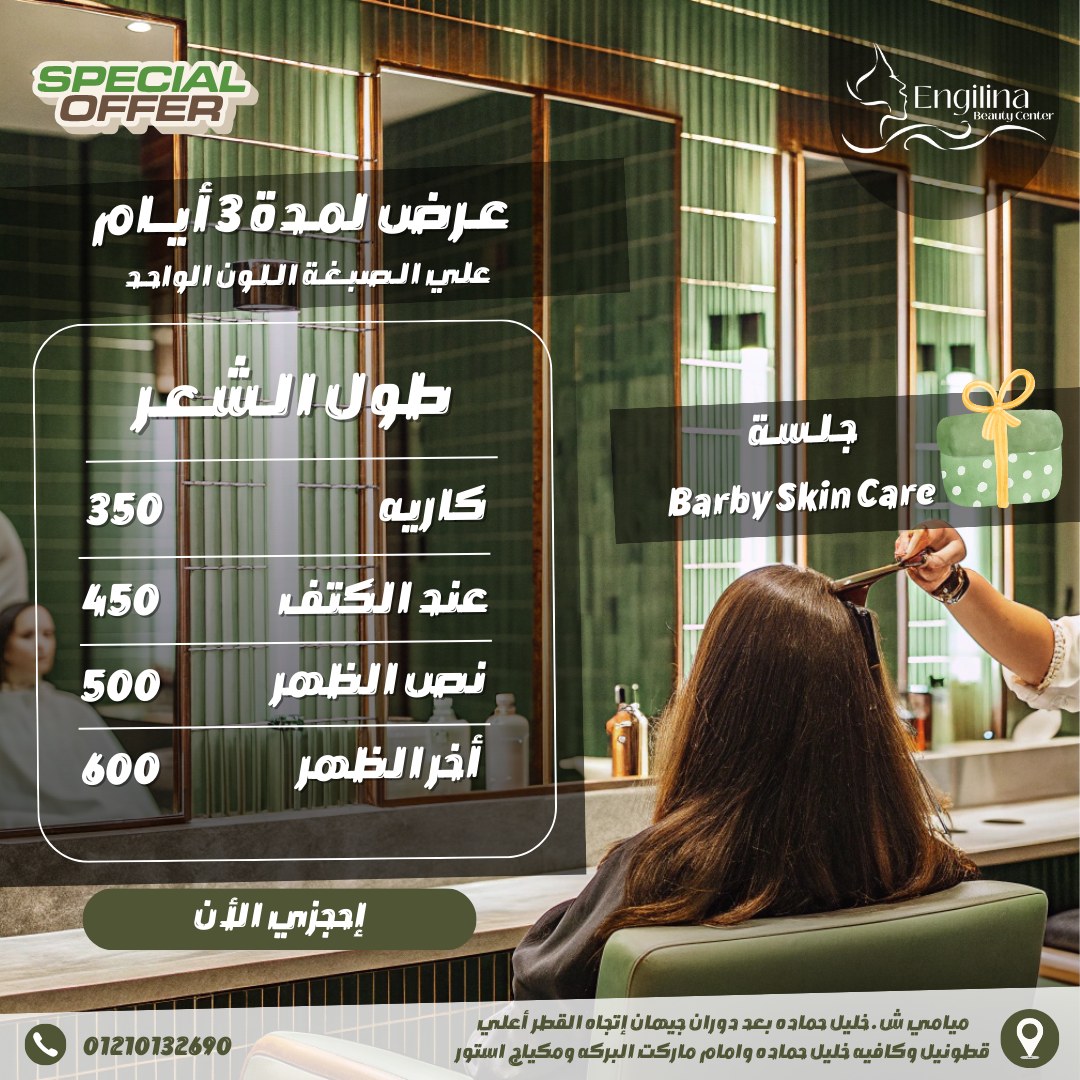 SPECIAL
OFFER
Engilina
Beauty Center
عرض لمدة 3 أيام
علي الصبغة اللون الواحد
طول الشعر
كاريه 350
عند الكتف 450
نص الظهر 500
أخر الظهر 600
جلسة
Barby Skin Care
إحجزي الأن
ميامي ش . خليل حماده بعد دوران جيهان إتجاه القطر أعلي
قطونيل وكافيه خليل حماده وامام ماركت البركه ومكياج استور
01210132690